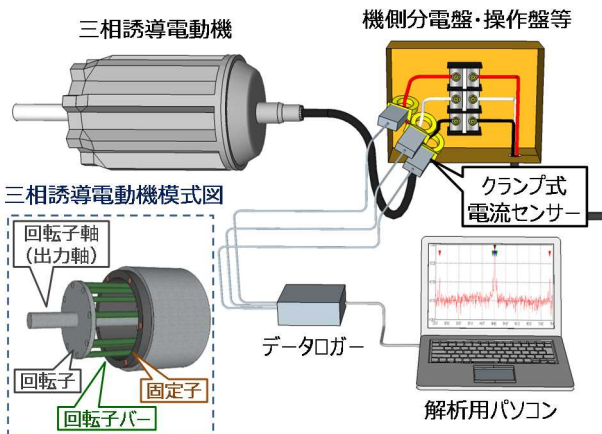 三相誘導電動機
機側分電盤・操作盤等
クランプ式
電流センサー
三相誘導電動機模式図
回転子軸
(出力軸)
回転子
回転子バー
固定子
データロガー
解析用パソコン